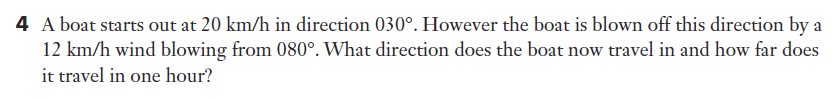 4 A boat starts out at 20 km/h in direction 030°. However the boat is blown off this direction by a
12 km/h wind blowing from 080°. What direction does the boat now travel in and how far does
it travel in one hour?